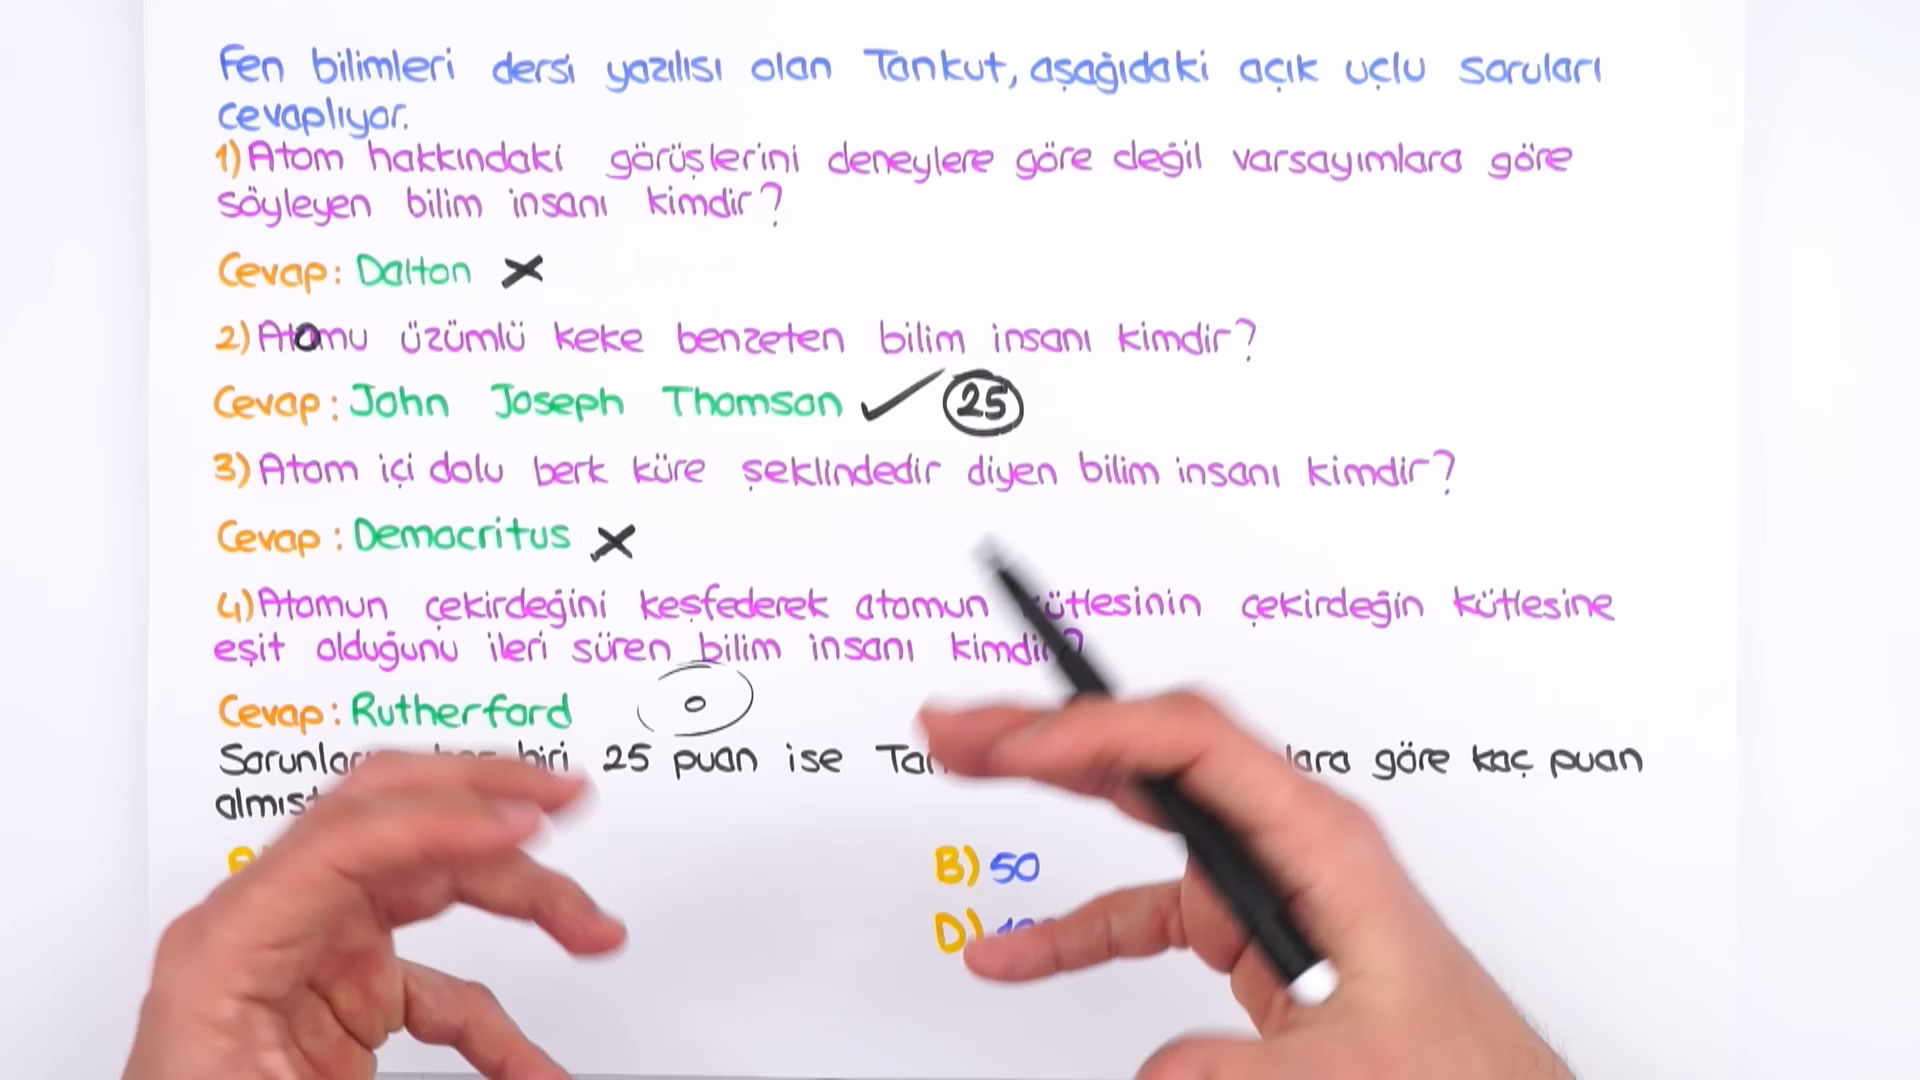 Fen bilimleri dersi yazılısı olan Tankut, aşağıdaki açık uçlu soruları
cevaplıyor.
1) Atom hakkındaki görüşlerini deneylere göre değil varsayımlara göre
söyleyen bilim insanı kimdir?
Cevap: Dalton ✗
2) Atomu üzümlü keke benzeten bilim insanı kimdir?
Cevap: John Joseph Thomson ✓ 25
3) Atom içi dolu berk küre şeklindedir diyen bilim insanı kimdir?
Cevap: Democritus ✗
4) Atomun çekirdeğini keşfederek atomun kütlesinin çekirdeğin kütlesine
eşit olduğunu ileri süren bilim insanı kimdir?
Cevap: Rutherford
biri 25 puan ise göre kaç puan
B) 50
D)